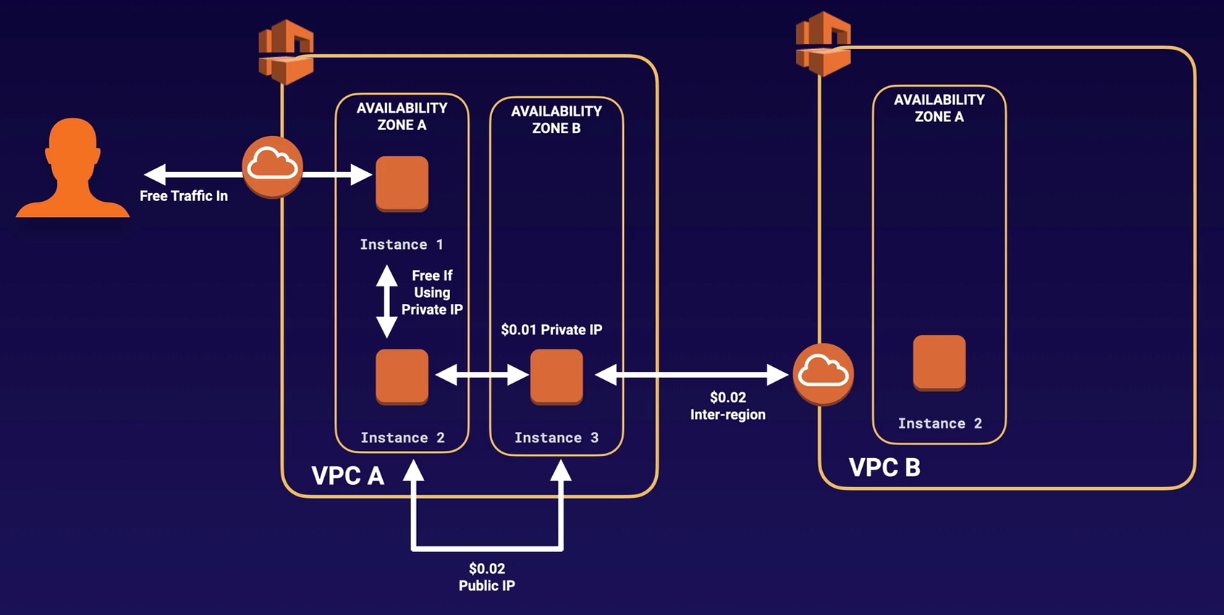 AVAILABILITY
ZONE A
AVAILABILITY
ZONE B
AVAILABILITY
ZONE A
Free Traffic In
Instance 1
Free If
Using
Private IP
$0.01 Private IP
$0.02
Inter-region
Instance 2
Instance 3
Instance 2
VPC A
VPC B
$0.02
Public IP